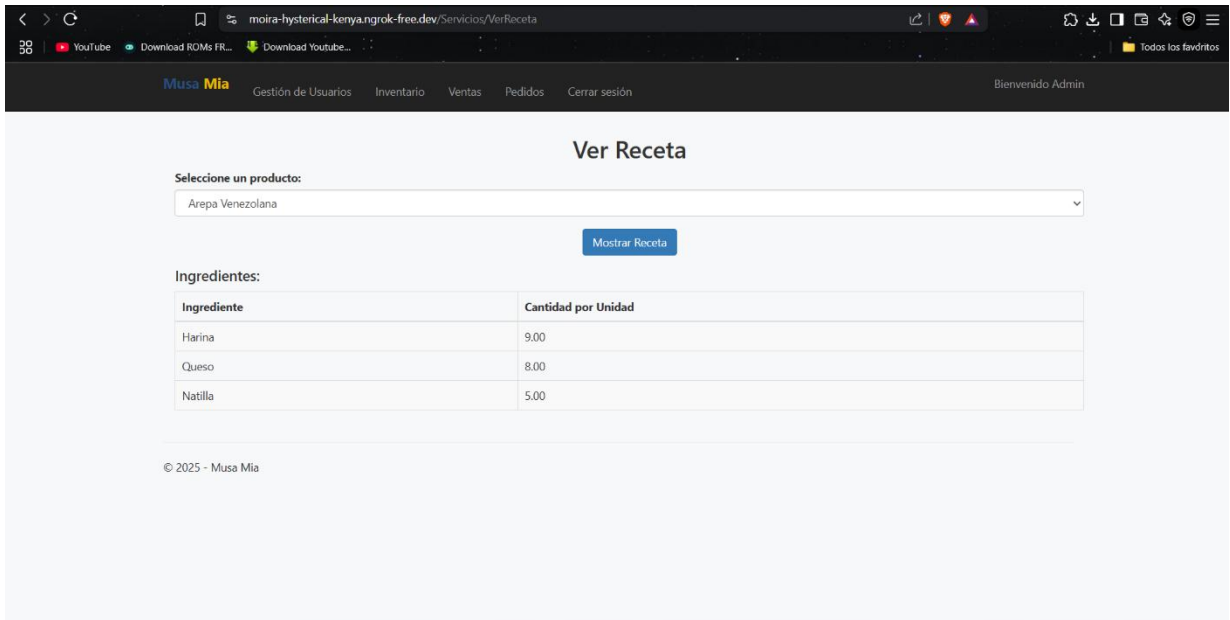 moira-hysterical-kenya.ngrok-free.dev/Servicios/VerReceta
YouTube Download ROMs FR... Download Youtube... Todos los favoritos
Musa Mia Gestión de Usuarios Inventario Ventas Pedidos Cerrar sesión Bienvenido Admin
Ver Receta
Seleccione un producto:
Arepa Venezolana
Mostrar Receta
Ingredientes:
Ingrediente Cantidad por Unidad
Harina 9.00
Queso 8.00
Natilla 5.00
© 2025 - Musa Mia